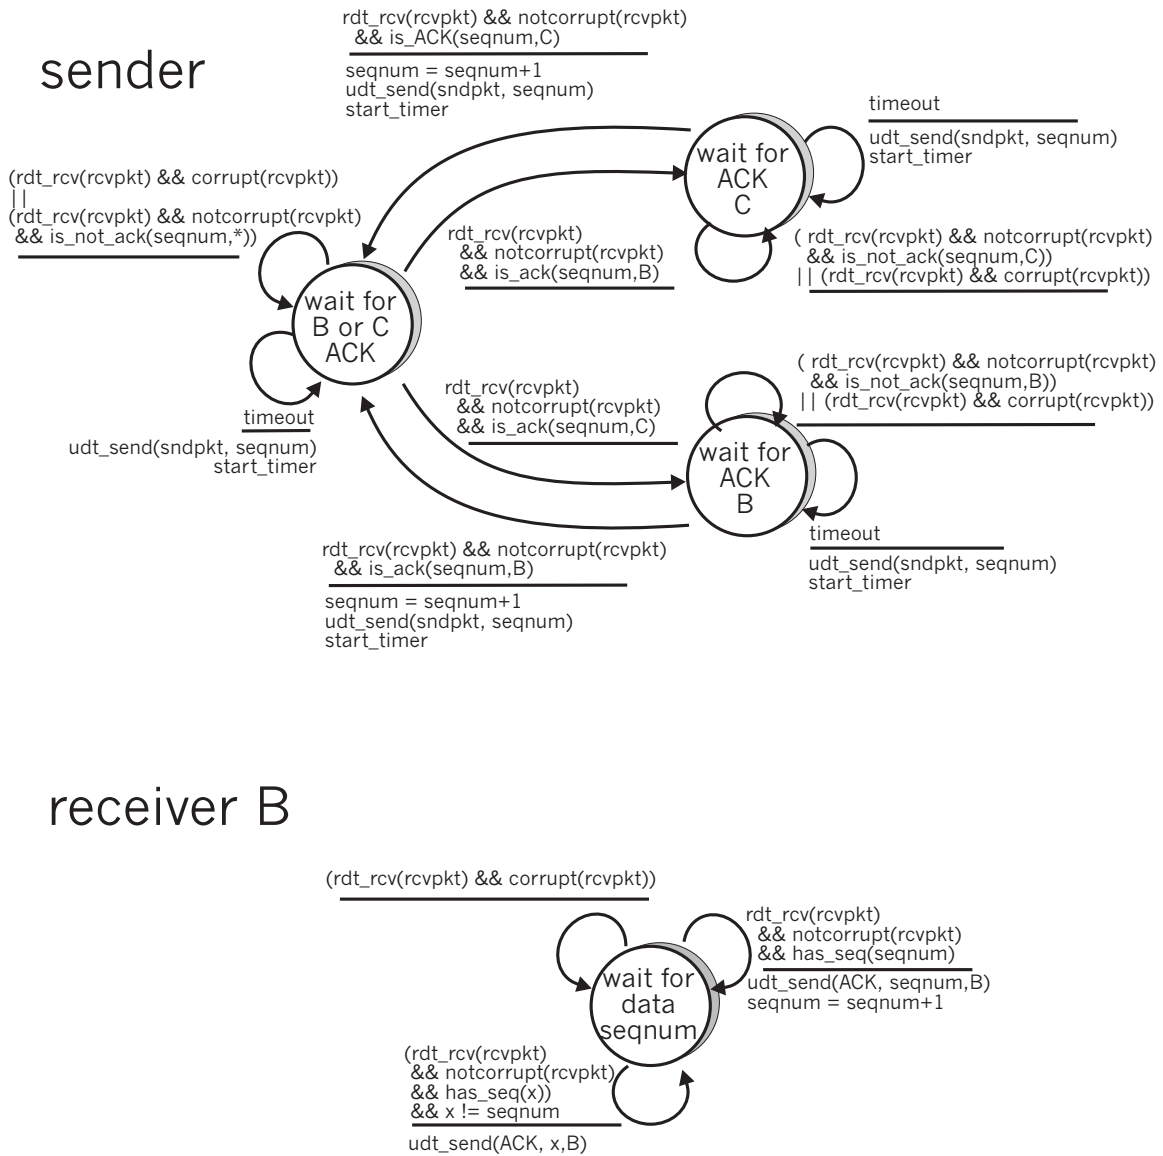 sender
rdt_rcv(rcvpkt) && notcorrupt(rcvpkt)
&& is_ACK(seqnum,C)
seqnum = seqnum+1
udt_send(sndpkt, seqnum)
start_timer
timeout
udt_send(sndpkt, seqnum)
start_timer
wait for
ACK
C
(rdt_rcv(rcvpkt) && corrupt(rcvpkt))
||
(rdt_rcv(rcvpkt) && notcorrupt(rcvpkt)
&& is_not_ack(seqnum,*))
rdt_rcv(rcvpkt)
&& notcorrupt(rcvpkt)
&& is_ack(seqnum,B)
( rdt_rcv(rcvpkt) && notcorrupt(rcvpkt)
&& is_not_ack(seqnum,C))
|| (rdt_rcv(rcvpkt) && corrupt(rcvpkt))
wait for
B or C
ACK
timeout
udt_send(sndpkt, seqnum)
start_timer
rdt_rcv(rcvpkt)
&& notcorrupt(rcvpkt)
&& is_ack(seqnum,C)
( rdt_rcv(rcvpkt) && notcorrupt(rcvpkt)
&& is_not_ack(seqnum,B))
|| (rdt_rcv(rcvpkt) && corrupt(rcvpkt))
wait for
ACK
B
timeout
udt_send(sndpkt, seqnum)
start_timer
rdt_rcv(rcvpkt) && notcorrupt(rcvpkt)
&& is_ack(seqnum,B)
seqnum = seqnum+1
udt_send(sndpkt, seqnum)
start_timer
receiver B
(rdt_rcv(rcvpkt) && corrupt(rcvpkt))
rdt_rcv(rcvpkt)
&& notcorrupt(rcvpkt)
&& has_seq(seqnum)
udt_send(ACK, seqnum,B)
seqnum = seqnum+1
wait for
data
seqnum
(rdt_rcv(rcvpkt)
&& notcorrupt(rcvpkt)
&& has_seq(x))
&& x != seqnum
udt_send(ACK, x,B)